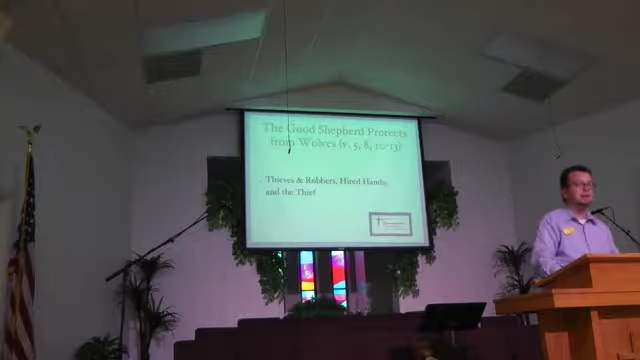 The Good Shepherd Protects
from Wolves (v. 5, 8, 10-13)
Thieves & Robbers, Hired Hands,
and the Thief